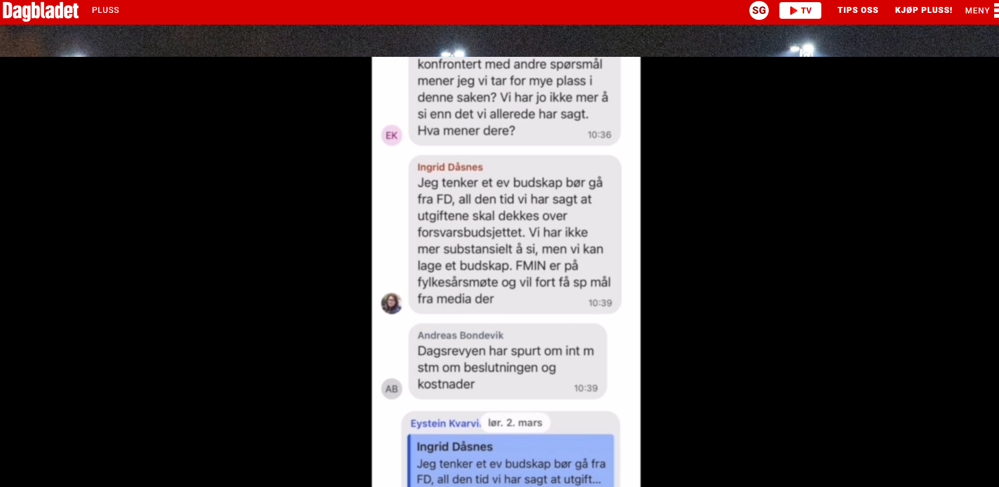 Dagbladet PLUSS SG TV TIPS OSS KJØP PLUSS! MENY
konfrontert med andre spørsmål
mener jeg vi tar for mye plass i
denne saken? Vi har jo ikke mer å
si enn det vi allerede har sagt.
Hva mener dere?
10:36
EK
Ingrid Dåsnes
Jeg tenker et ev budskap bør gå
fra FD, all den tid vi har sagt at
utgiftene skal dekkes over
forsvarsbudsjettet. Vi har ikke
mer substansielt å si, men vi kan
lage et budskap. FMIN er på
fylkesårsmøte og vil fort få sp mål
fra media der
10:39
Andreas Bondevik
Dagsrevyen har spurt om int m
stm om beslutningen og
kostnader
10:39
AB
Eystein Kvarvi lør. 2. mars
Ingrid Dåsnes
Jeg tenker et ev budskap bør gå fra
FD, all den tid vi har sagt at utgift...